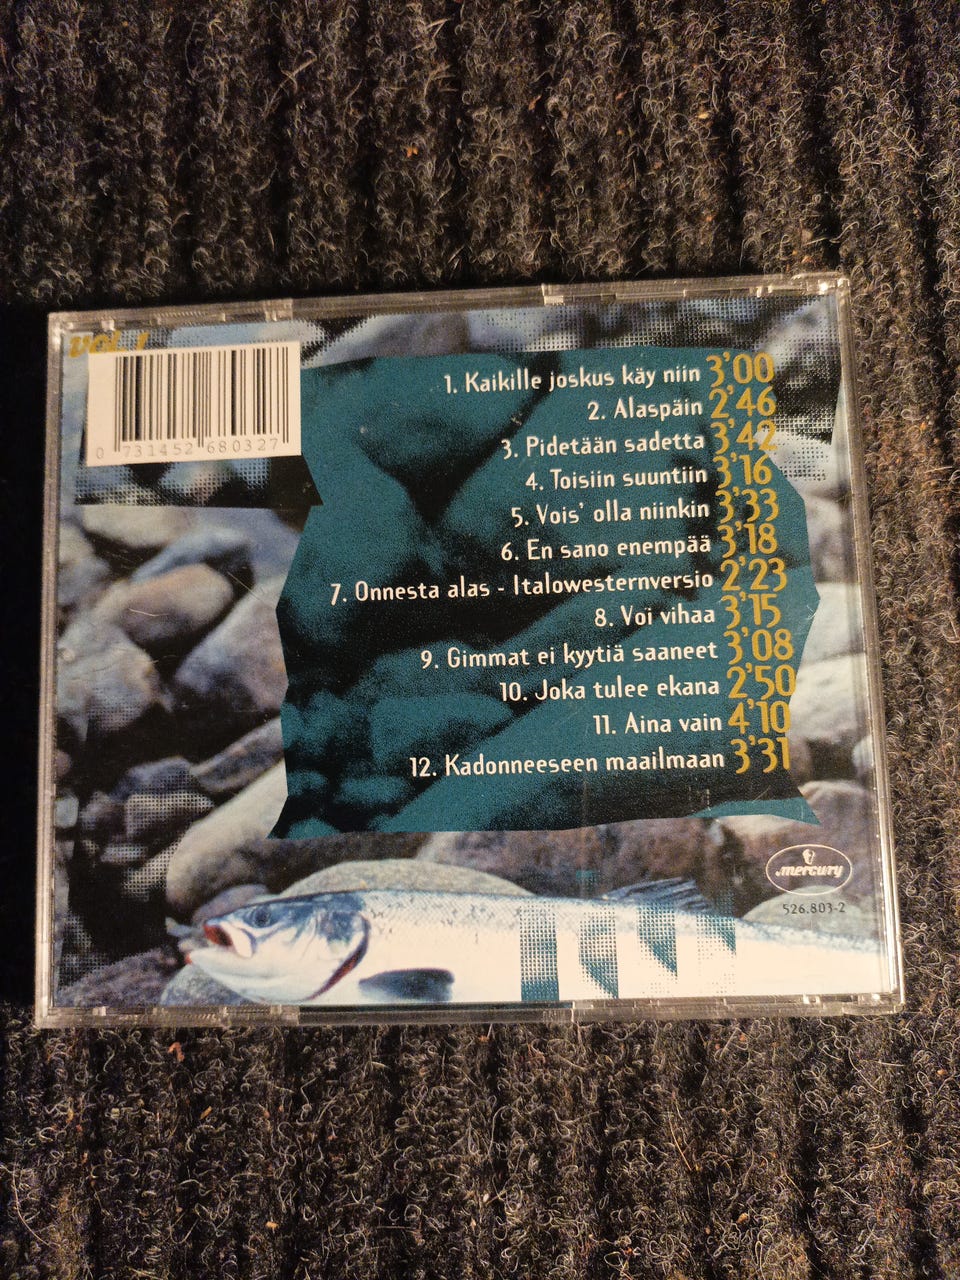 vol. 1
0 731452 680327
1. Kaikille joskus käy niin 3'00
2. Alaspäin 2'46
3. Pidetään sadetta 3'42
4. Toisiin suuntiin 3'16
5. Vois' olla niinkin 3'33
6. En sano enempää 3'18
7. Onnesta alas - Italowesternversio 2'23
8. Voi vihaa 3'15
9. Gimmat ei kyytiä saaneet 3'08
10. Joka tulee ekana 2'50
11. Aina vain 4'10
12. Kadonneeseen maailmaan 3'31
mercury
526.803-2